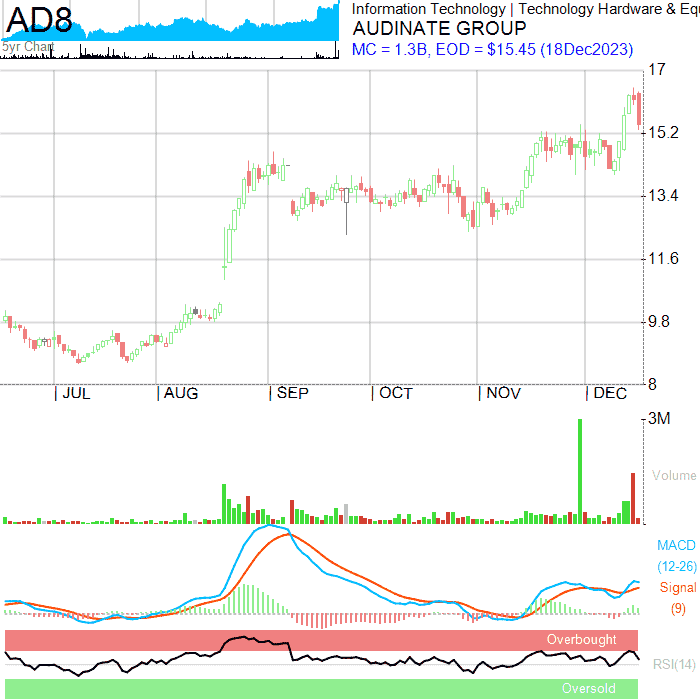 AD8
5yr Chart
Information Technology | Technology Hardware & Equ
AUDINATE GROUP
MC = 1.3B, EOD = $15.45 (18Dec2023)
17
15.2
13.4
11.6
9.8
8
| JUL | AUG | SEP | OCT | NOV | DEC
3M
Volume
MACD
(12-26)
Signal
(9)
Overbought
RSI(14)
Oversold